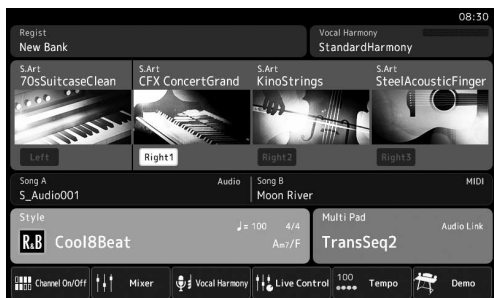 08:30
Regist
New Bank
Vocal Harmony
StandardHarmony
S.Art
70sSuitcaseClean
S.Art
CFX ConcertGrand
S.Art
KinoStrings
S.Art
SteelAcousticFinger
Left
Right1
Right2
Right3
Song A
Audio
S_Audio001
Song B
MIDI
Moon River
Style
♩= 100 4/4
R&B
Cool8Beat
Am7/F
Multi Pad
Audio Link
TransSeq2
Channel On/Off
Mixer
Vocal Harmony
Live Control
100
Tempo
Demo